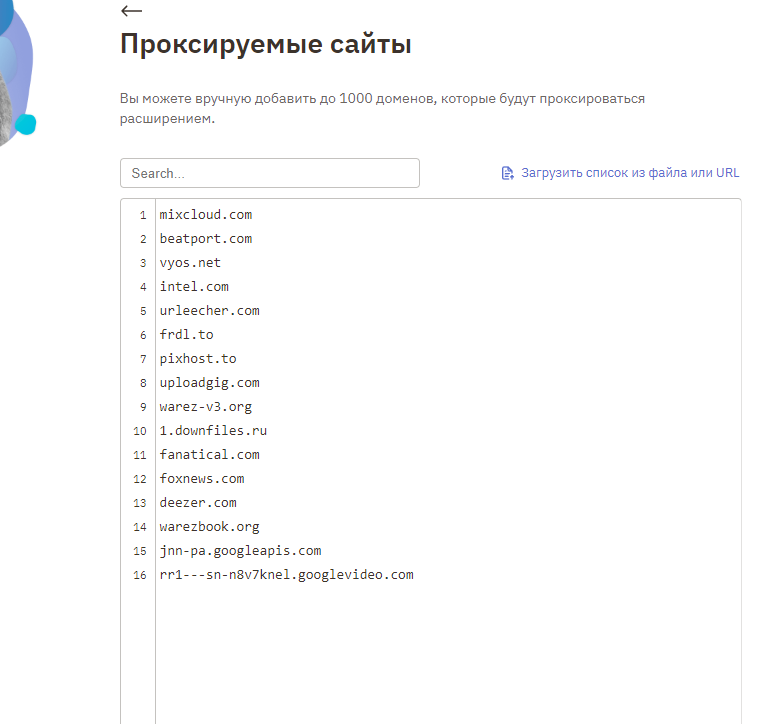 Проксируемые сайты
Вы можете вручную добавить до 1000 доменов, которые будут проксироваться
расширением.
Search...
Загрузить список из файла или URL
1 mixcloud.com
2 beatport.com
3 vyos.net
4 intel.com
5 urleecher.com
6 frdl.to
7 pixhost.to
8 uploadgig.com
9 warez-v3.org
10 1.downfiles.ru
11 fanatical.com
12 foxnews.com
13 deezer.com
14 warezbook.org
15 jnn-pa.googleapis.com
16 rr1---sn-n8v7knel.googlevideo.com